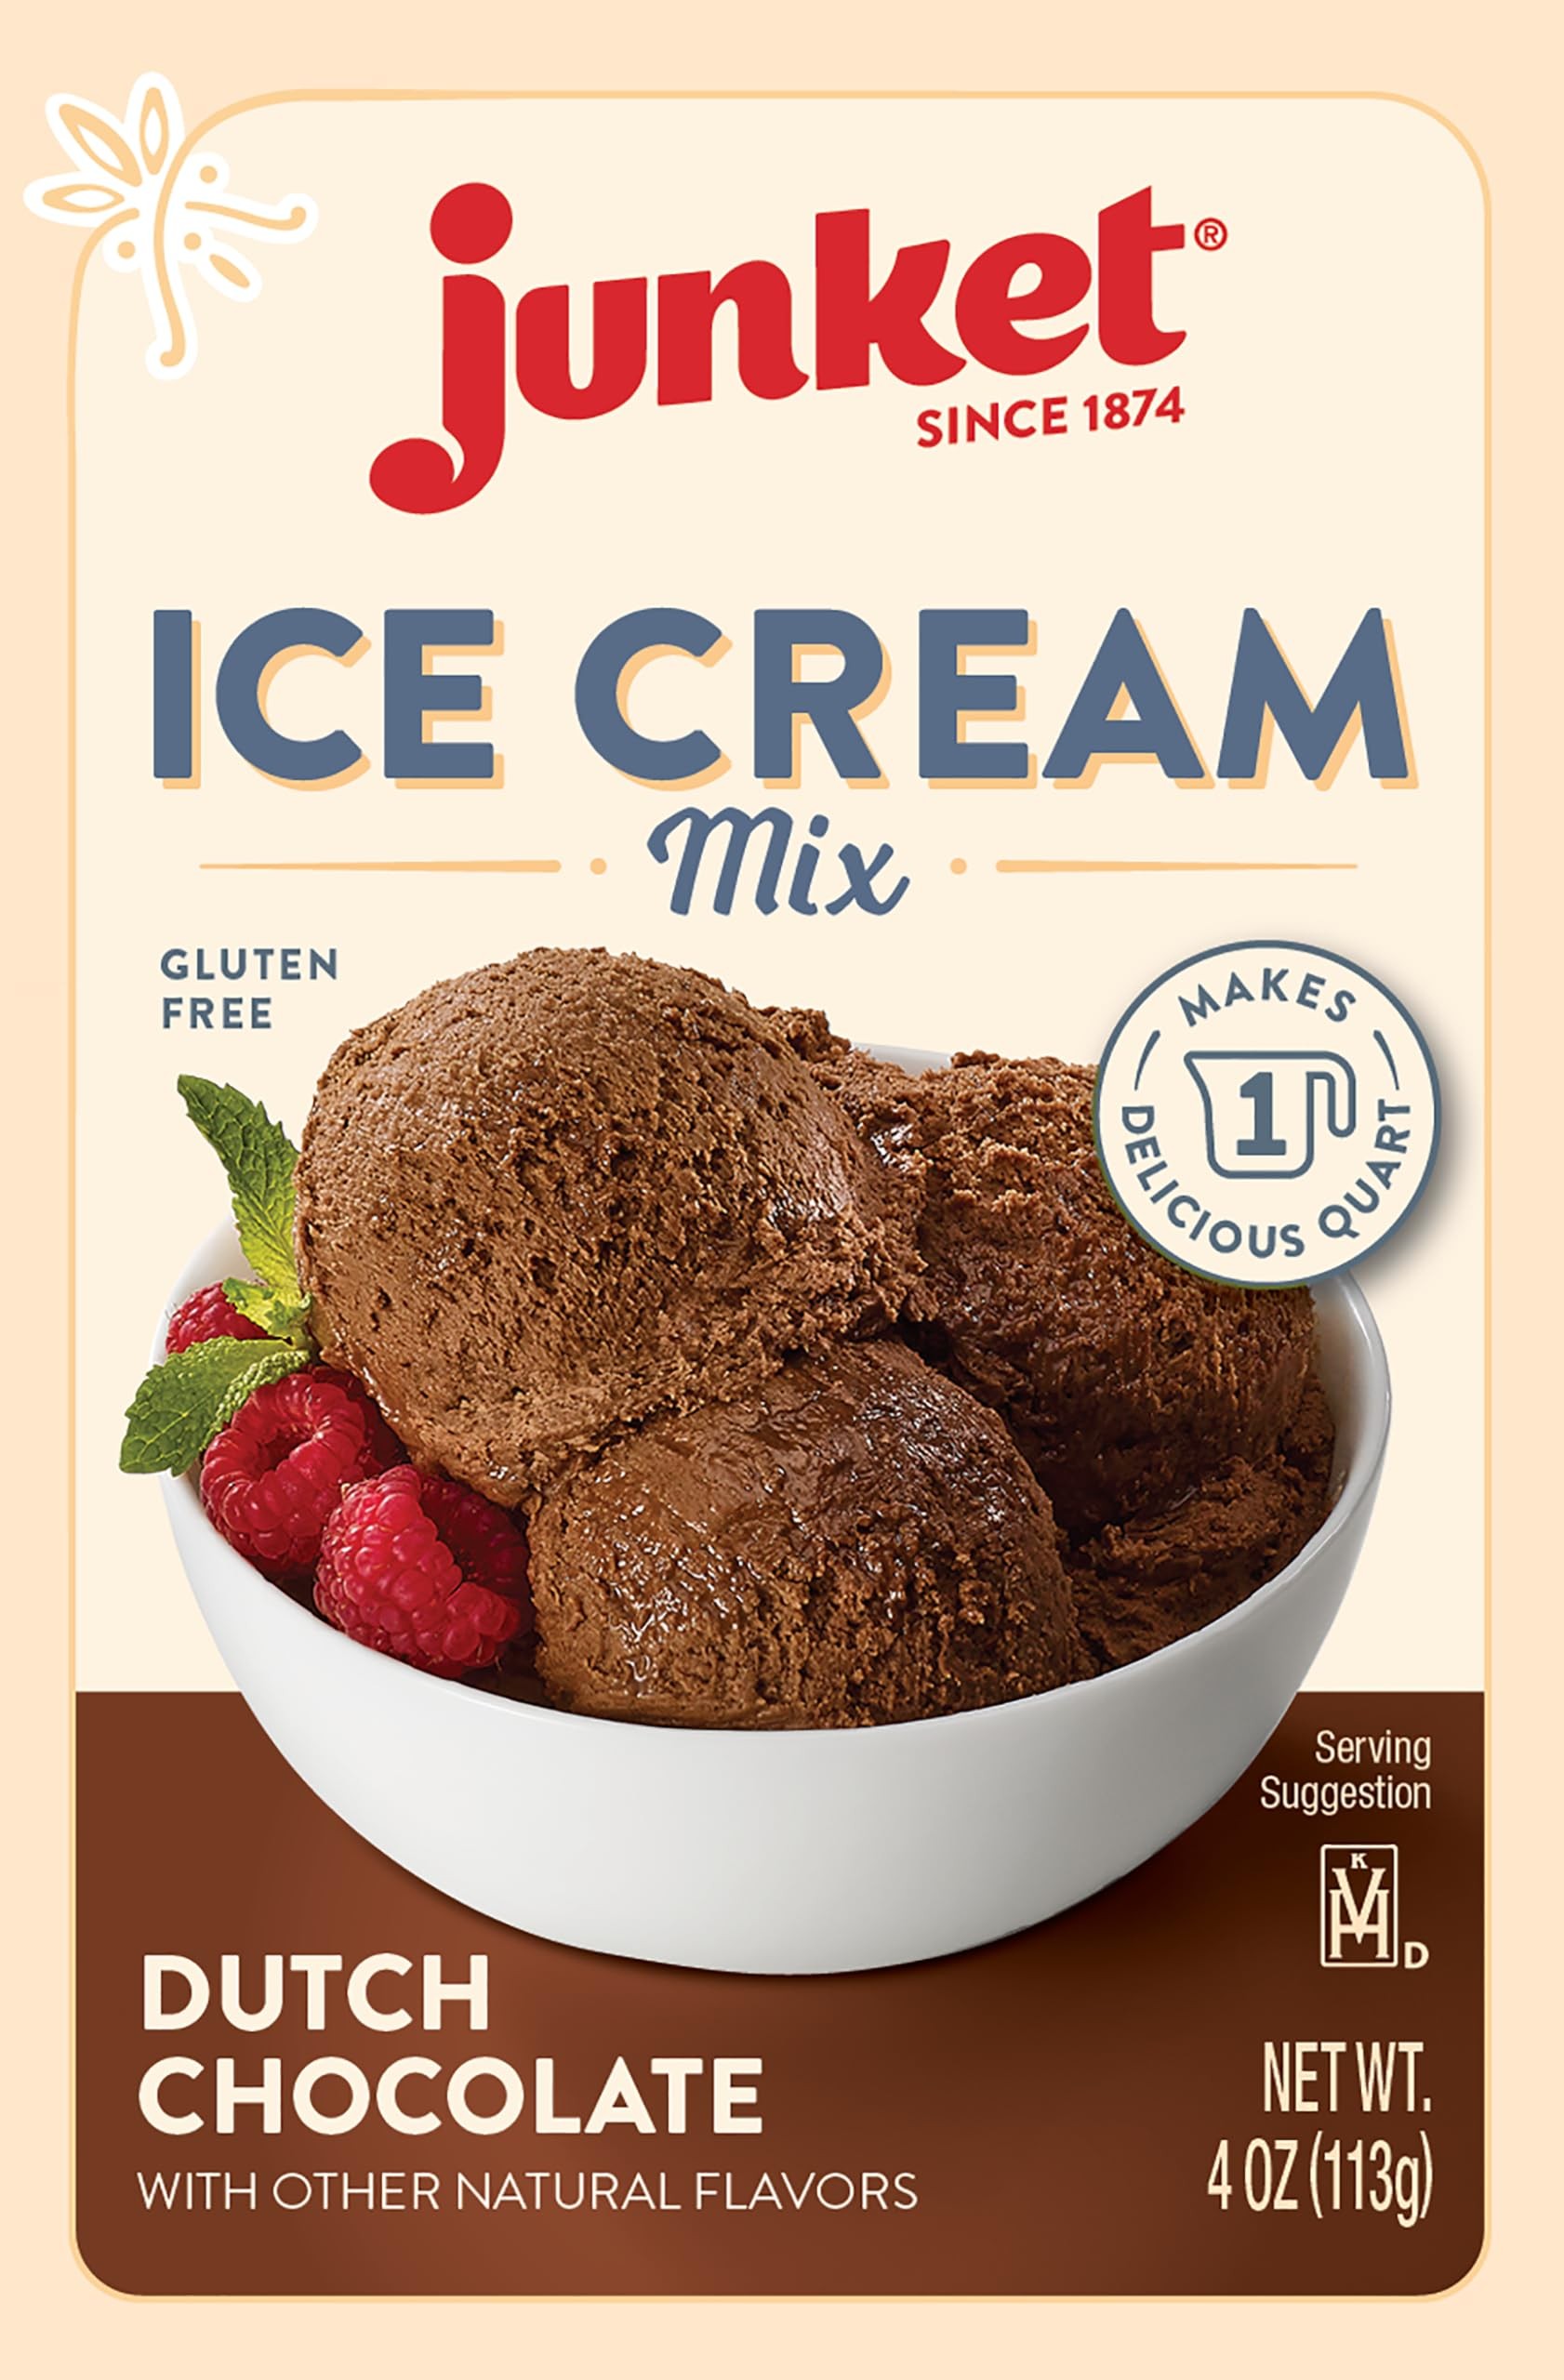 junket®
SINCE 1874
ICE CREAM
Mix
GLUTEN
FREE
MAKES
1
DELICIOUS QUART
Serving
Suggestion
K
VH
D
DUTCH
CHOCOLATE
WITH OTHER NATURAL FLAVORS
NET WT.
4 OZ (113g)